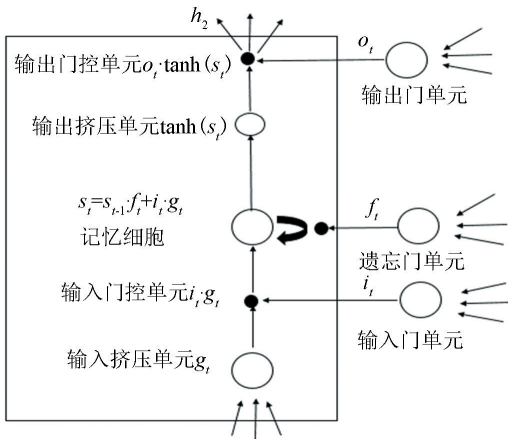 h₂
oₜ
输出门控单元oₜ·tanh(sₜ)
输出门单元
输出挤压单元tanh(sₜ)
sₜ=sₜ₋₁·fₜ+iₜ·gₜ
fₜ
记忆细胞
遗忘门单元
输入门控单元iₜ·gₜ
iₜ
输入门单元
输入挤压单元gₜ